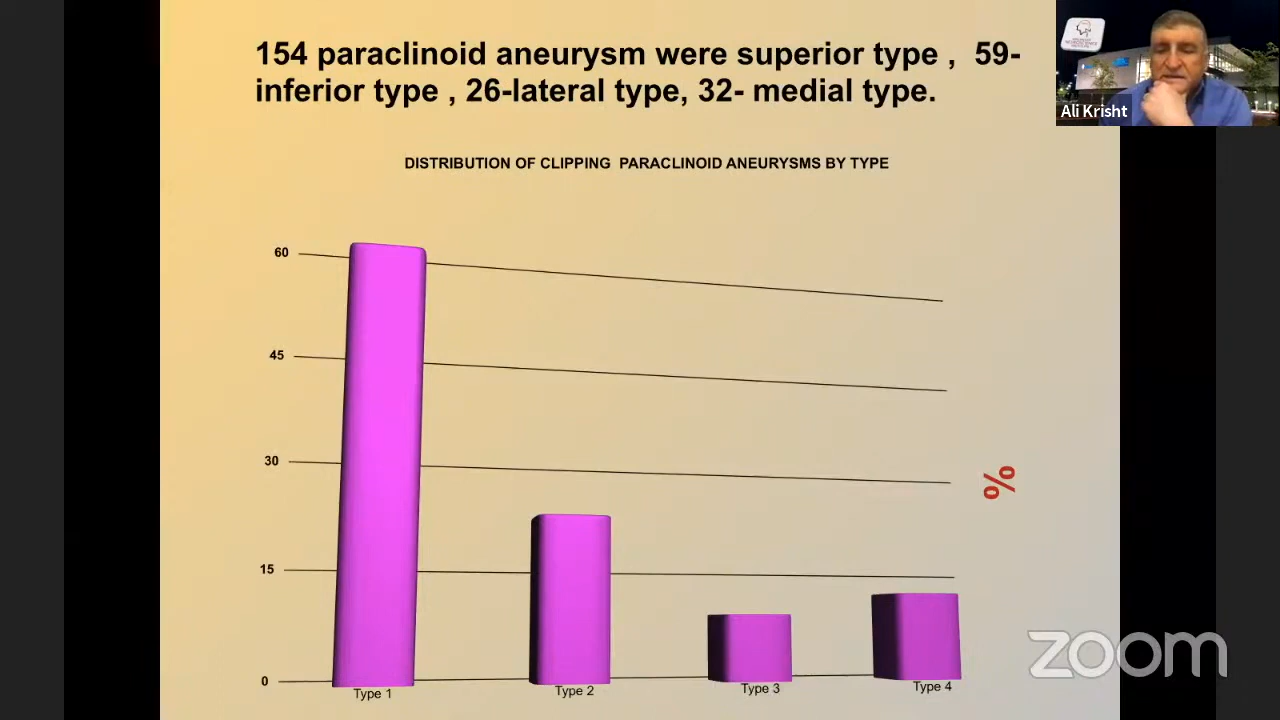 154 paraclinoid aneurysm were superior type , 59-
inferior type , 26-lateral type, 32- medial type.
Ali Krisht
DISTRIBUTION OF CLIPPING PARACLINOID ANEURYSMS BY TYPE
60
45
30
15
0
%
Type 1
Type 2
Type 3
Type 4
zoom